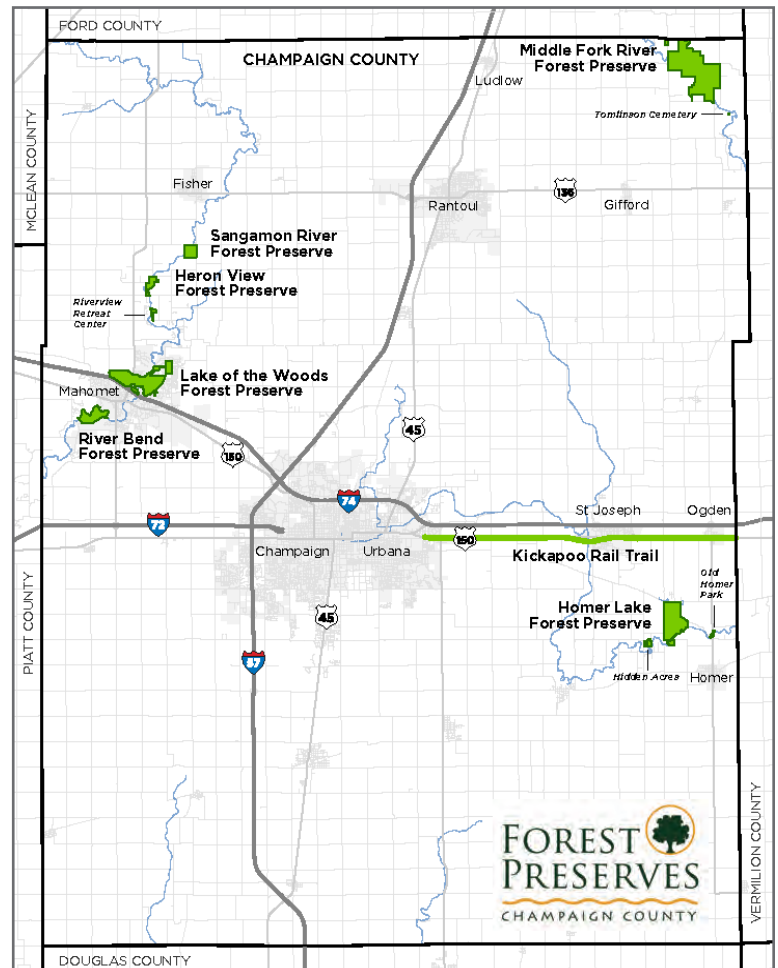 FORD COUNTY
CHAMPAIGN COUNTY
Middle Fork River
Forest Preserve
Ludlow
Tomlinson Cemetery
MCLEAN COUNTY
Fisher
136
Rantoul
Gifford
Sangamon River
Forest Preserve
Heron View
Forest Preserve
Riverview
Retreat
Center
Lake of the Woods
Forest Preserve
Mahomet
River Bend
Forest Preserve
45
150
74
72
St Joseph
Ogden
150
Champaign
Urbana
Kickapoo Rail Trail
Old
Homer
Park
PIATT COUNTY
Homer Lake
Forest Preserve
45
57
Hidden Acres
Homer
FOREST
PRESERVES
CHAMPAIGN COUNTY
VERMILION COUNTY
DOUGLAS COUNTY